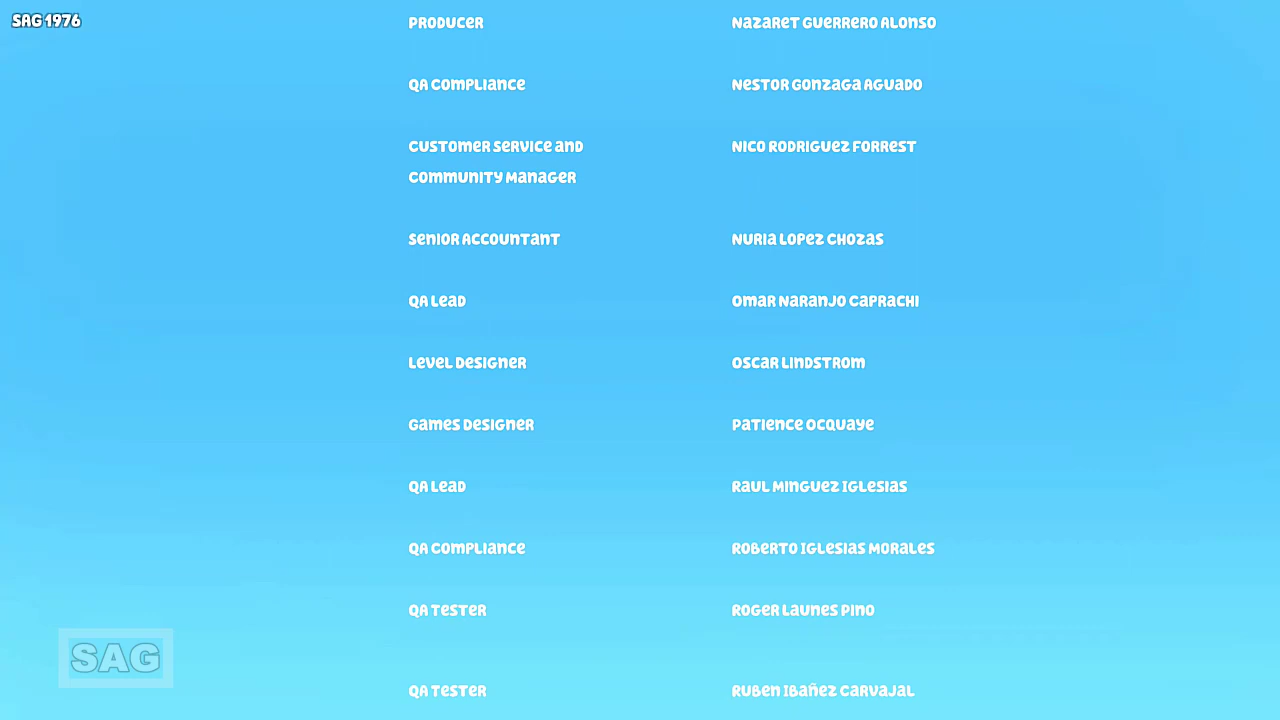 SAG 1976
PRODUCER NAZARET GUERRERO ALONSO
QA COMPLIANCE NESTOR GONZAGA AGUADO
CUSTOMER SERVICE AND NICO RODRIGUEZ FORREST
COMMUNITY MANAGER
SENIOR ACCOUNTANT NURIA LOPEZ CHOZAS
QA LEAD OMAR NARANJO CAPRACHI
LEVEL DESIGNER OSCAR LINDSTROM
GAMES DESIGNER PATIENCE OCQUAYE
QA LEAD RAUL MINGUEZ IGLESIAS
QA COMPLIANCE ROBERTO IGLESIAS MORALES
QA TESTER ROGER LAUNES PINO
SAG
QA TESTER RUBEN IBAÑEZ CARVAJAL